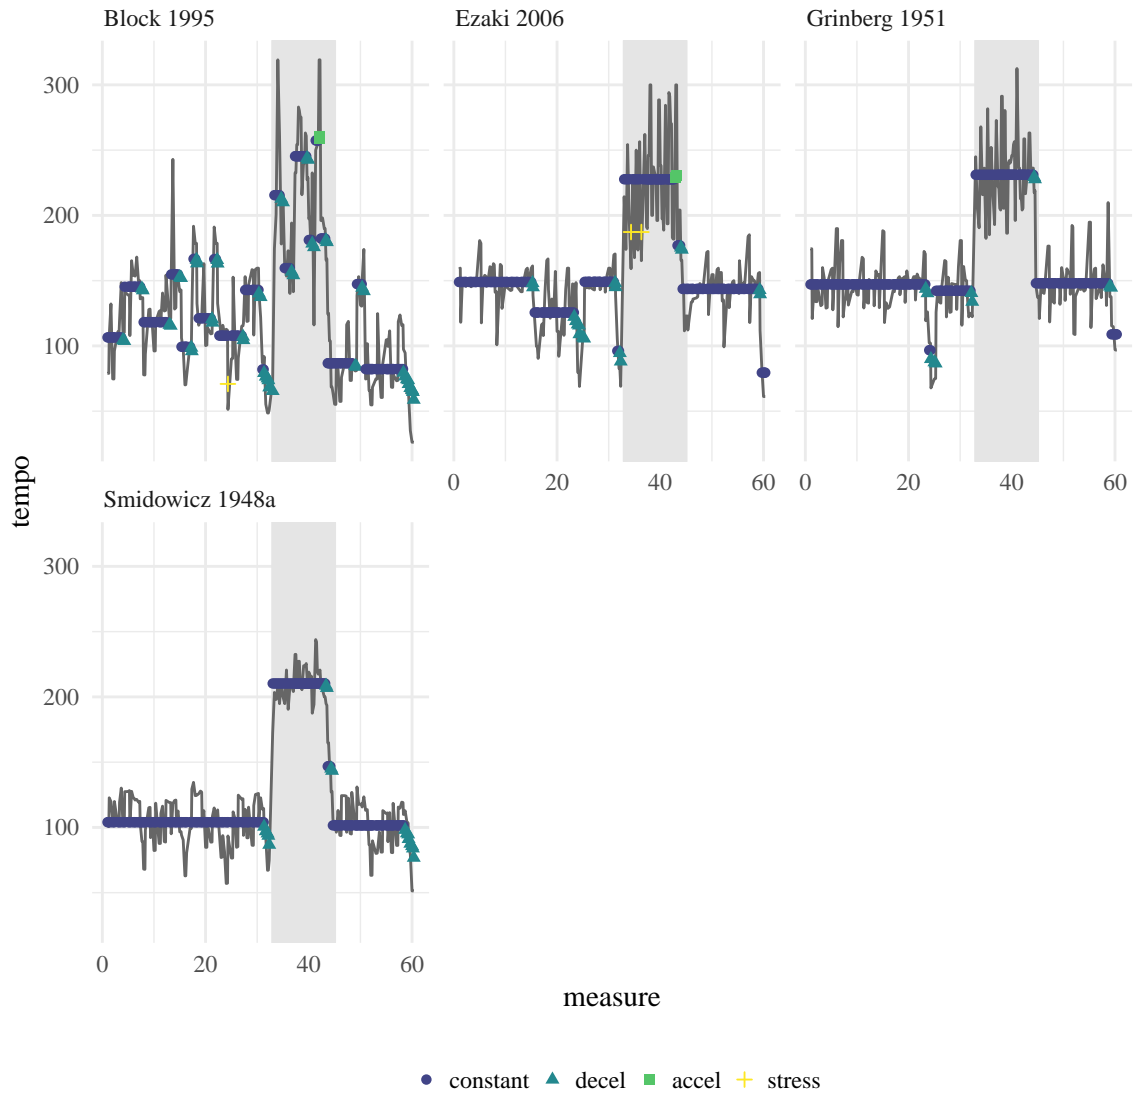 Block 1995 Ezaki 2006 Grinberg 1951
300
200
100
0 20 40 60 0 20 40 60
Smidowicz 1948a
300
200
100
0 20 40 60
tempo
measure
constant decel accel stress